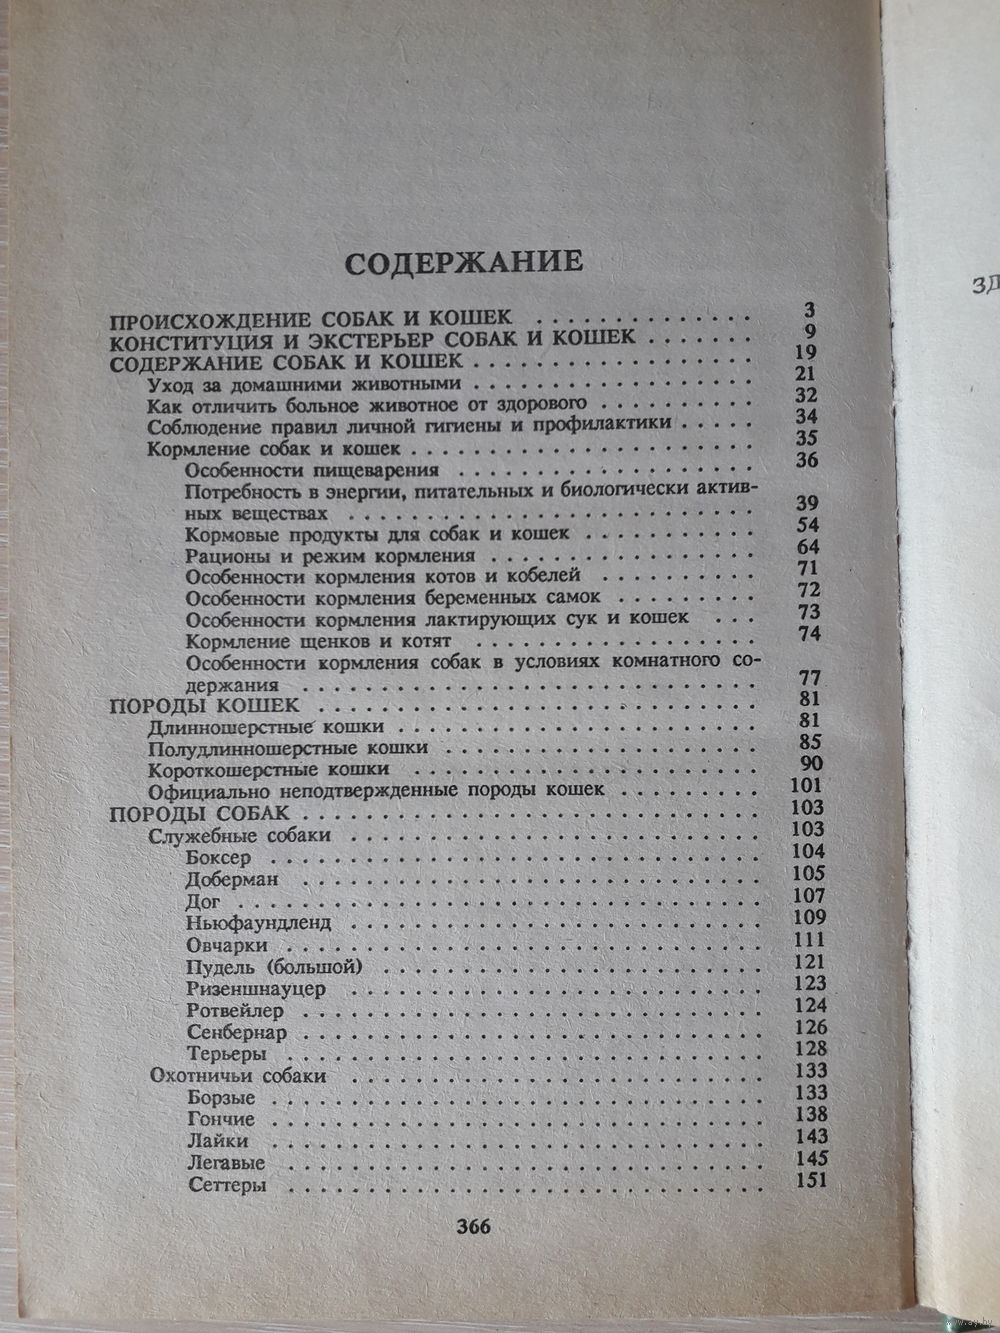 СОДЕРЖАНИЕ
ПРОИСХОЖДЕНИЕ СОБАК И КОШЕК . . . . . . . . . . . . . . 3
КОНСТИТУЦИЯ И ЭКСТЕРЬЕР СОБАК И КОШЕК . . . . . . . 9
СОДЕРЖАНИЕ СОБАК И КОШЕК . . . . . . . . . . . . . . . . . . 19
Уход за домашними животными . . . . . . . . . . . . . . . . . . 21
Как отличить больное животное от здорового . . . . . . . . . . 32
Соблюдение правил личной гигиены и профилактики . . . . . 34
Кормление собак и кошек . . . . . . . . . . . . . . . . . . . . . . 35
Особенности пищеварения . . . . . . . . . . . . . . . . . . . 36
Потребность в энергии, питательных и биологически актив-
ных веществах . . . . . . . . . . . . . . . . . . . . . . . . . . 39
Кормовые продукты для собак и кошек . . . . . . . . . . . 54
Рационы и режим кормления . . . . . . . . . . . . . . . . . 64
Особенности кормления котов и кобелей . . . . . . . . . . 71
Особенности кормления беременных самок . . . . . . . . . 72
Особенности кормления лактирующих сук и кошек . . . 73
Кормление щенков и котят . . . . . . . . . . . . . . . . . . 74
Особенности кормления собак в условиях комнатного со-
держания . . . . . . . . . . . . . . . . . . . . . . . . . . . . . 77
ПОРОДЫ КОШЕК . . . . . . . . . . . . . . . . . . . . . . . . . . . . 81
Длинношерстные кошки . . . . . . . . . . . . . . . . . . . . . . . 81
Полудлинношерстные кошки . . . . . . . . . . . . . . . . . . . . 85
Короткошерстные кошки . . . . . . . . . . . . . . . . . . . . . . 90
Официально неподтвержденные породы кошек . . . . . . . . . 101
ПОРОДЫ СОБАК . . . . . . . . . . . . . . . . . . . . . . . . . . . . . 103
Служебные собаки . . . . . . . . . . . . . . . . . . . . . . . . . . 103
Боксер . . . . . . . . . . . . . . . . . . . . . . . . . . . . . . . 104
Доберман . . . . . . . . . . . . . . . . . . . . . . . . . . . . . 105
Дог . . . . . . . . . . . . . . . . . . . . . . . . . . . . . . . . . 107
Ньюфаундленд . . . . . . . . . . . . . . . . . . . . . . . . . . 109
Овчарки . . . . . . . . . . . . . . . . . . . . . . . . . . . . . . 111
Пудель (большой) . . . . . . . . . . . . . . . . . . . . . . . . 121
Ризеншнауцер . . . . . . . . . . . . . . . . . . . . . . . . . . 123
Ротвейлер . . . . . . . . . . . . . . . . . . . . . . . . . . . . . 124
Сенбернар . . . . . . . . . . . . . . . . . . . . . . . . . . . . . 126
Терьеры . . . . . . . . . . . . . . . . . . . . . . . . . . . . . . 128
Охотничьи собаки . . . . . . . . . . . . . . . . . . . . . . . . . . 133
Борзые . . . . . . . . . . . . . . . . . . . . . . . . . . . . . . . 133
Гончие . . . . . . . . . . . . . . . . . . . . . . . . . . . . . . . 138
Лайки . . . . . . . . . . . . . . . . . . . . . . . . . . . . . . . 143
Легавые . . . . . . . . . . . . . . . . . . . . . . . . . . . . . . 145
Сеттеры . . . . . . . . . . . . . . . . . . . . . . . . . . . . . . 151
366
www.ay.by